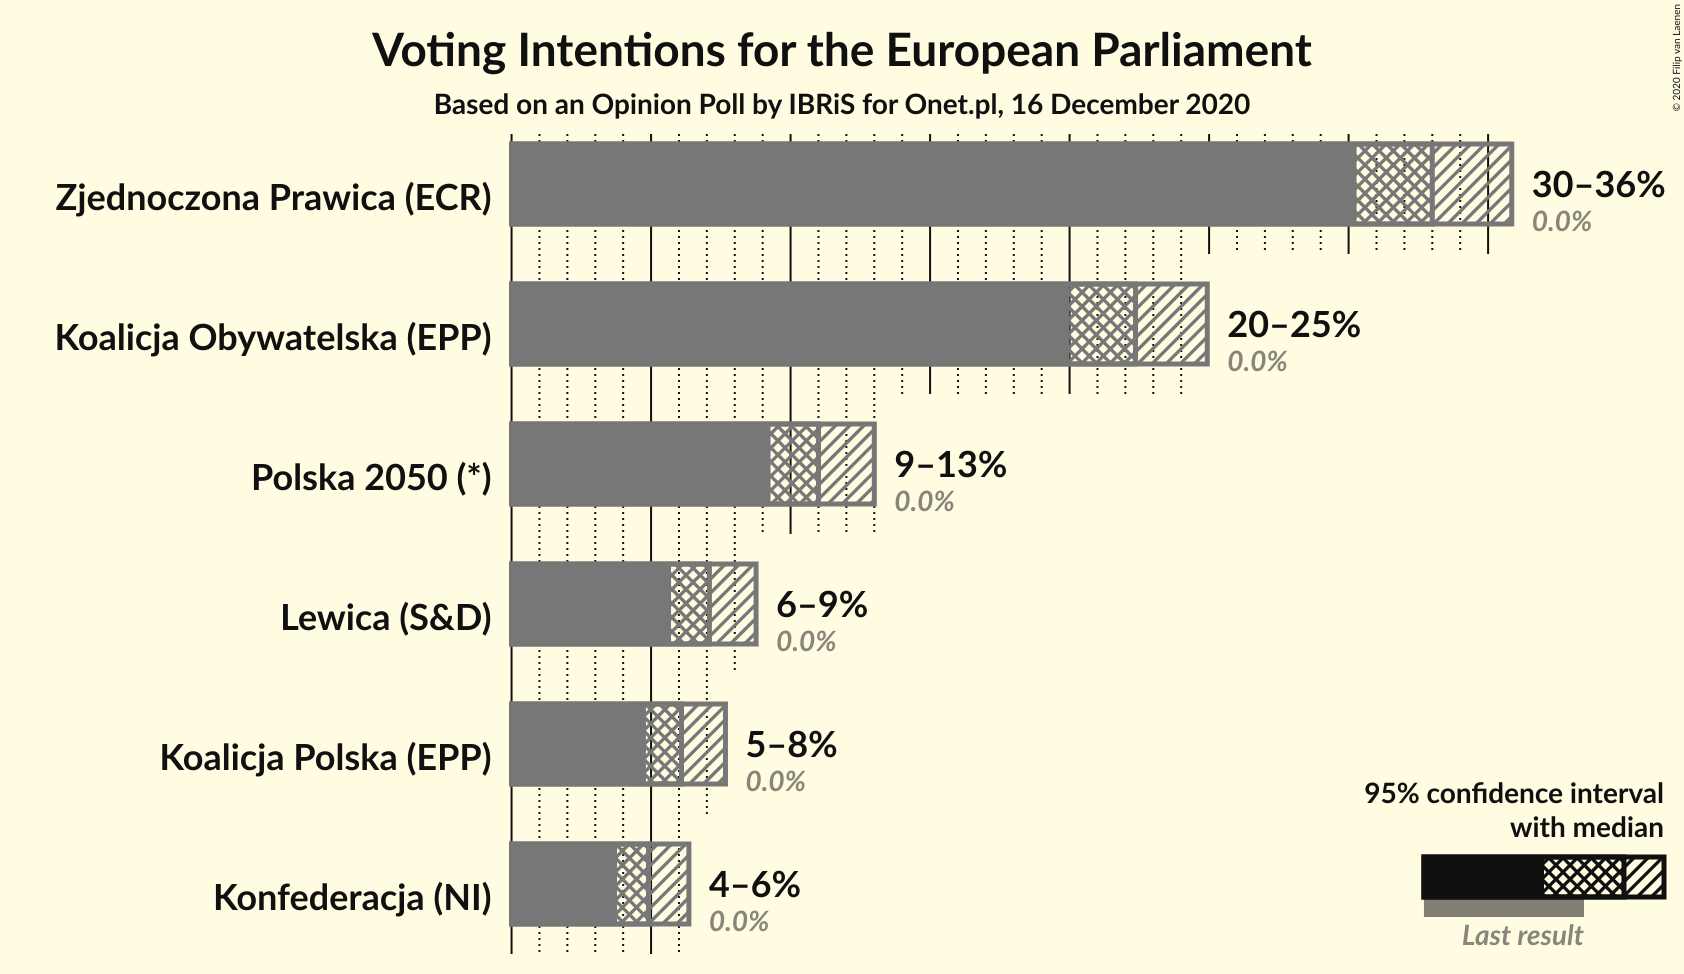 Voting Intentions for the European Parliament
Based on an Opinion Poll by IBRiS for Onet.pl, 16 December 2020
© 2020 Filip van Laenen
Zjednoczona Prawica (ECR)
30–36%
0.0%
Koalicja Obywatelska (EPP)
20–25%
0.0%
Polska 2050 (*)
9–13%
0.0%
Lewica (S&D)
6–9%
0.0%
Koalicja Polska (EPP)
5–8%
0.0%
Konfederacja (NI)
4–6%
0.0%
95% confidence interval
with median
Last result